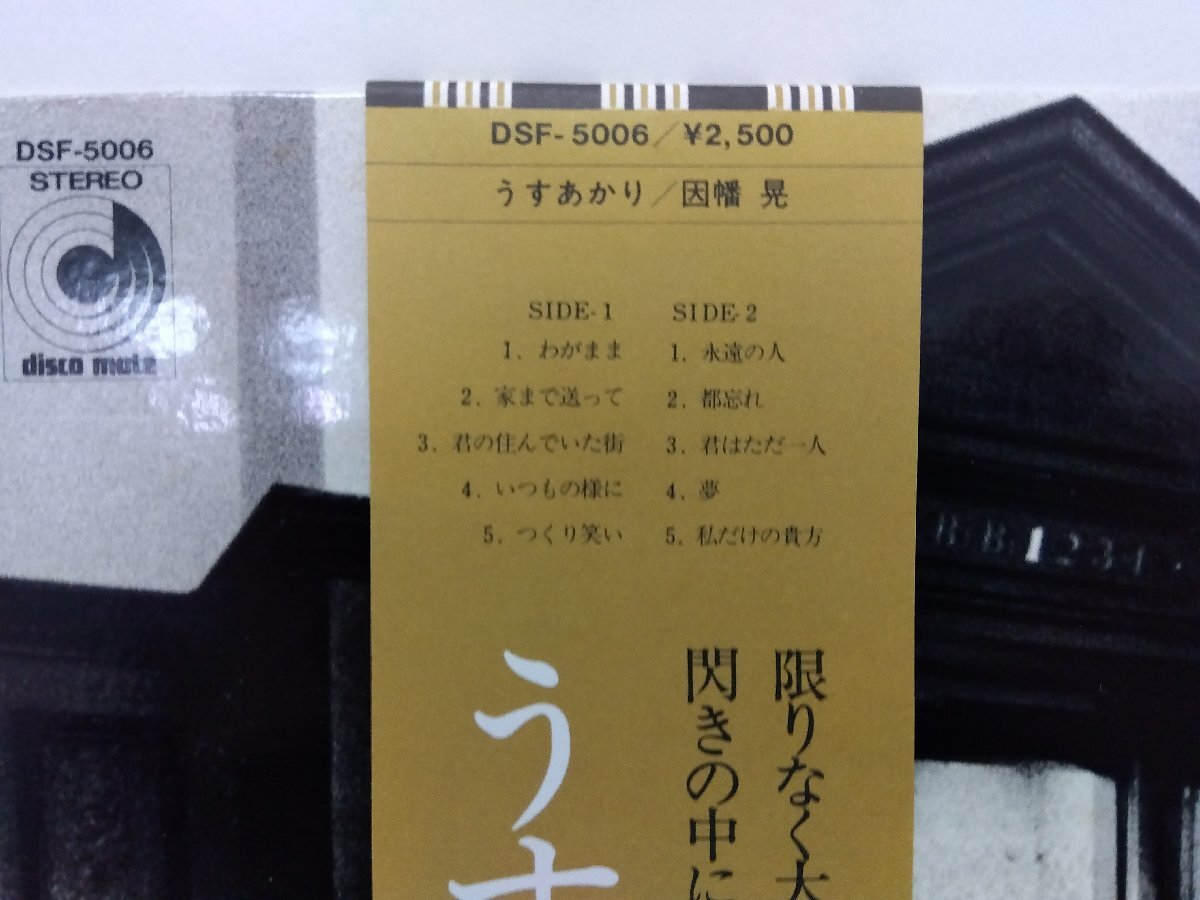 DSF-5006
STEREO
disco mate
DSF-5006/¥2,500
うすあかり/因幡 晃
SIDE-1
1. わがまま
2. 家まで送って
3. 君の住んでいた街
4. いつもの様に
5. つくり笑い
SIDE-2
1. 永遠の人
2. 都忘れ
3. 君はただ一人
4. 夢
5. 私だけの貴方
限りなく大
閃きの中に
うす